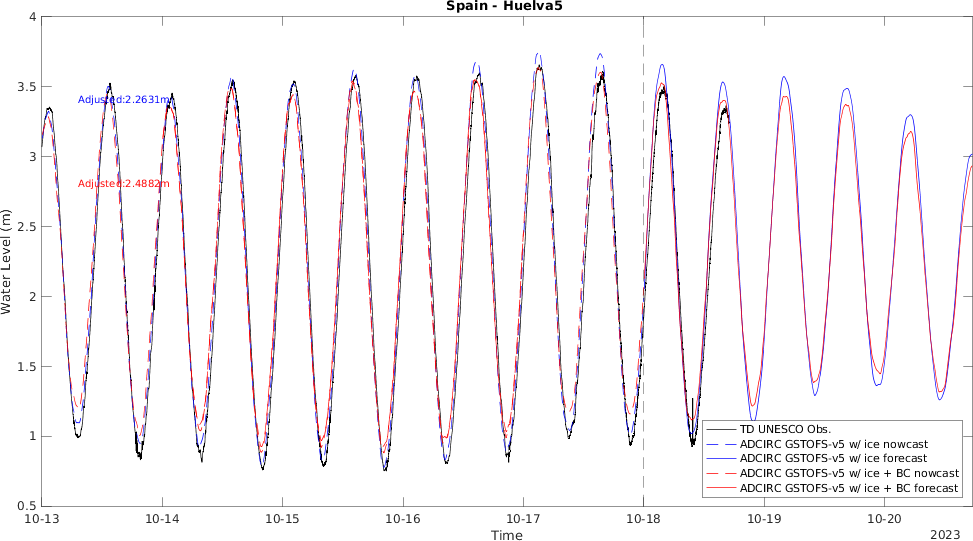 Spain - Huelva5
4
3.5
3
2.5
2
1.5
1
0.5
Water Level (m)
Adjusted:2.2631m
Adjusted:2.4882m
TD UNESCO Obs.
ADCIRC GSTOFS-v5 w/ ice nowcast
ADCIRC GSTOFS-v5 w/ ice forecast
ADCIRC GSTOFS-v5 w/ ice + BC nowcast
ADCIRC GSTOFS-v5 w/ ice + BC forecast
10-13 10-14 10-15 10-16 10-17 10-18 10-19 10-20
Time
2023